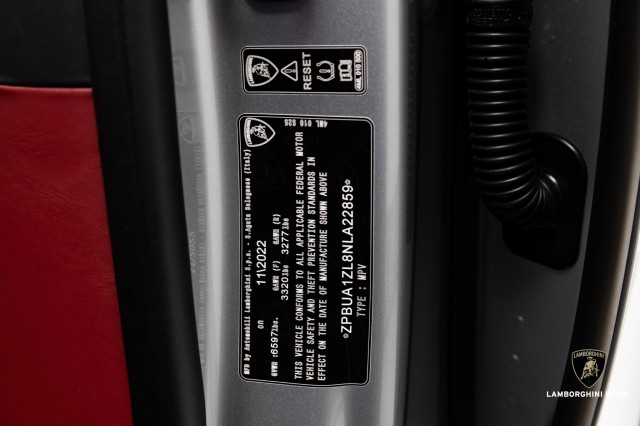 RESET
4ML 010 500
4ML 010 525
MFD by Automobili Lamborghini S.p.a. - S.Agata Bolognese (Italy)
on 11\2022
GAWR (F) GAWR (R)
GVWR:6597lbs. 3320lbs 3277lbs
THIS VEHICLE CONFORMS TO ALL APPLICABLE FEDERAL MOTOR
VEHICLE SAFETY AND THEFT PREVENTION STANDARDS IN
EFFECT ON THE DATE OF MANUFACTURE SHOWN ABOVE
*ZPBUA1ZL8NLA22859*
TYPE : MPV
LAMBORGHINI
LAMBORGHINI